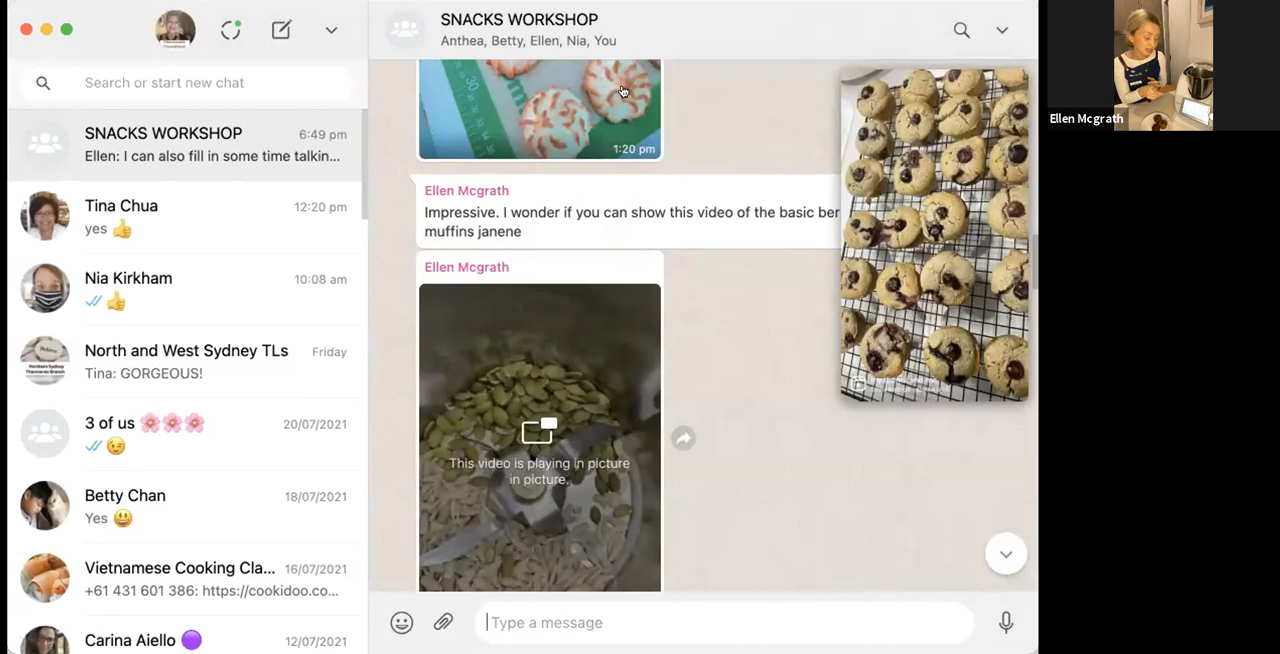 Search or start new chat
SNACKS WORKSHOP
6:49 pm
Ellen: I can also fill in some time talkin...
Tina Chua
12:20 pm
yes 👍
Nia Kirkham
10:08 am
👍
North and West Sydney TLs
Friday
Tina: GORGEOUS!
3 of us 🌸🌸🌸
20/07/2021
😉
Betty Chan
18/07/2021
Yes 😃
Vietnamese Cooking Cla...
16/07/2021
+61 431 601 386: https://cookidoo.co...
Carina Aiello 🟣
12/07/2021
SNACKS WORKSHOP
Anthea, Betty, Ellen, Nia, You
30
1:20 pm
Ellen Mcgrath
Impressive. I wonder if you can show this video of the basic ber
muffins janene
Ellen Mcgrath
This video is playing in picture
in picture.
Type a message
Ellen Mcgrath